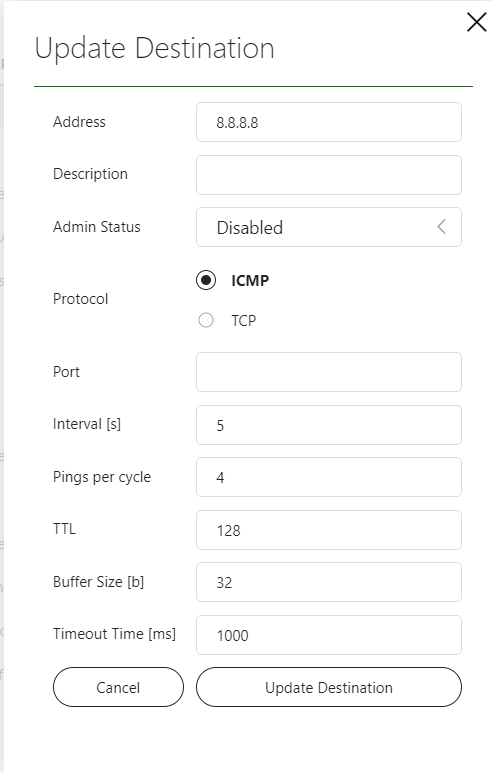 Update Destination
Address
8.8.8.8
Description
Admin Status
Disabled
Protocol
ICMP
TCP
Port
Interval [s]
5
Pings per cycle
4
TTL
128
Buffer Size [b]
32
Timeout Time [ms]
1000
Cancel
Update Destination